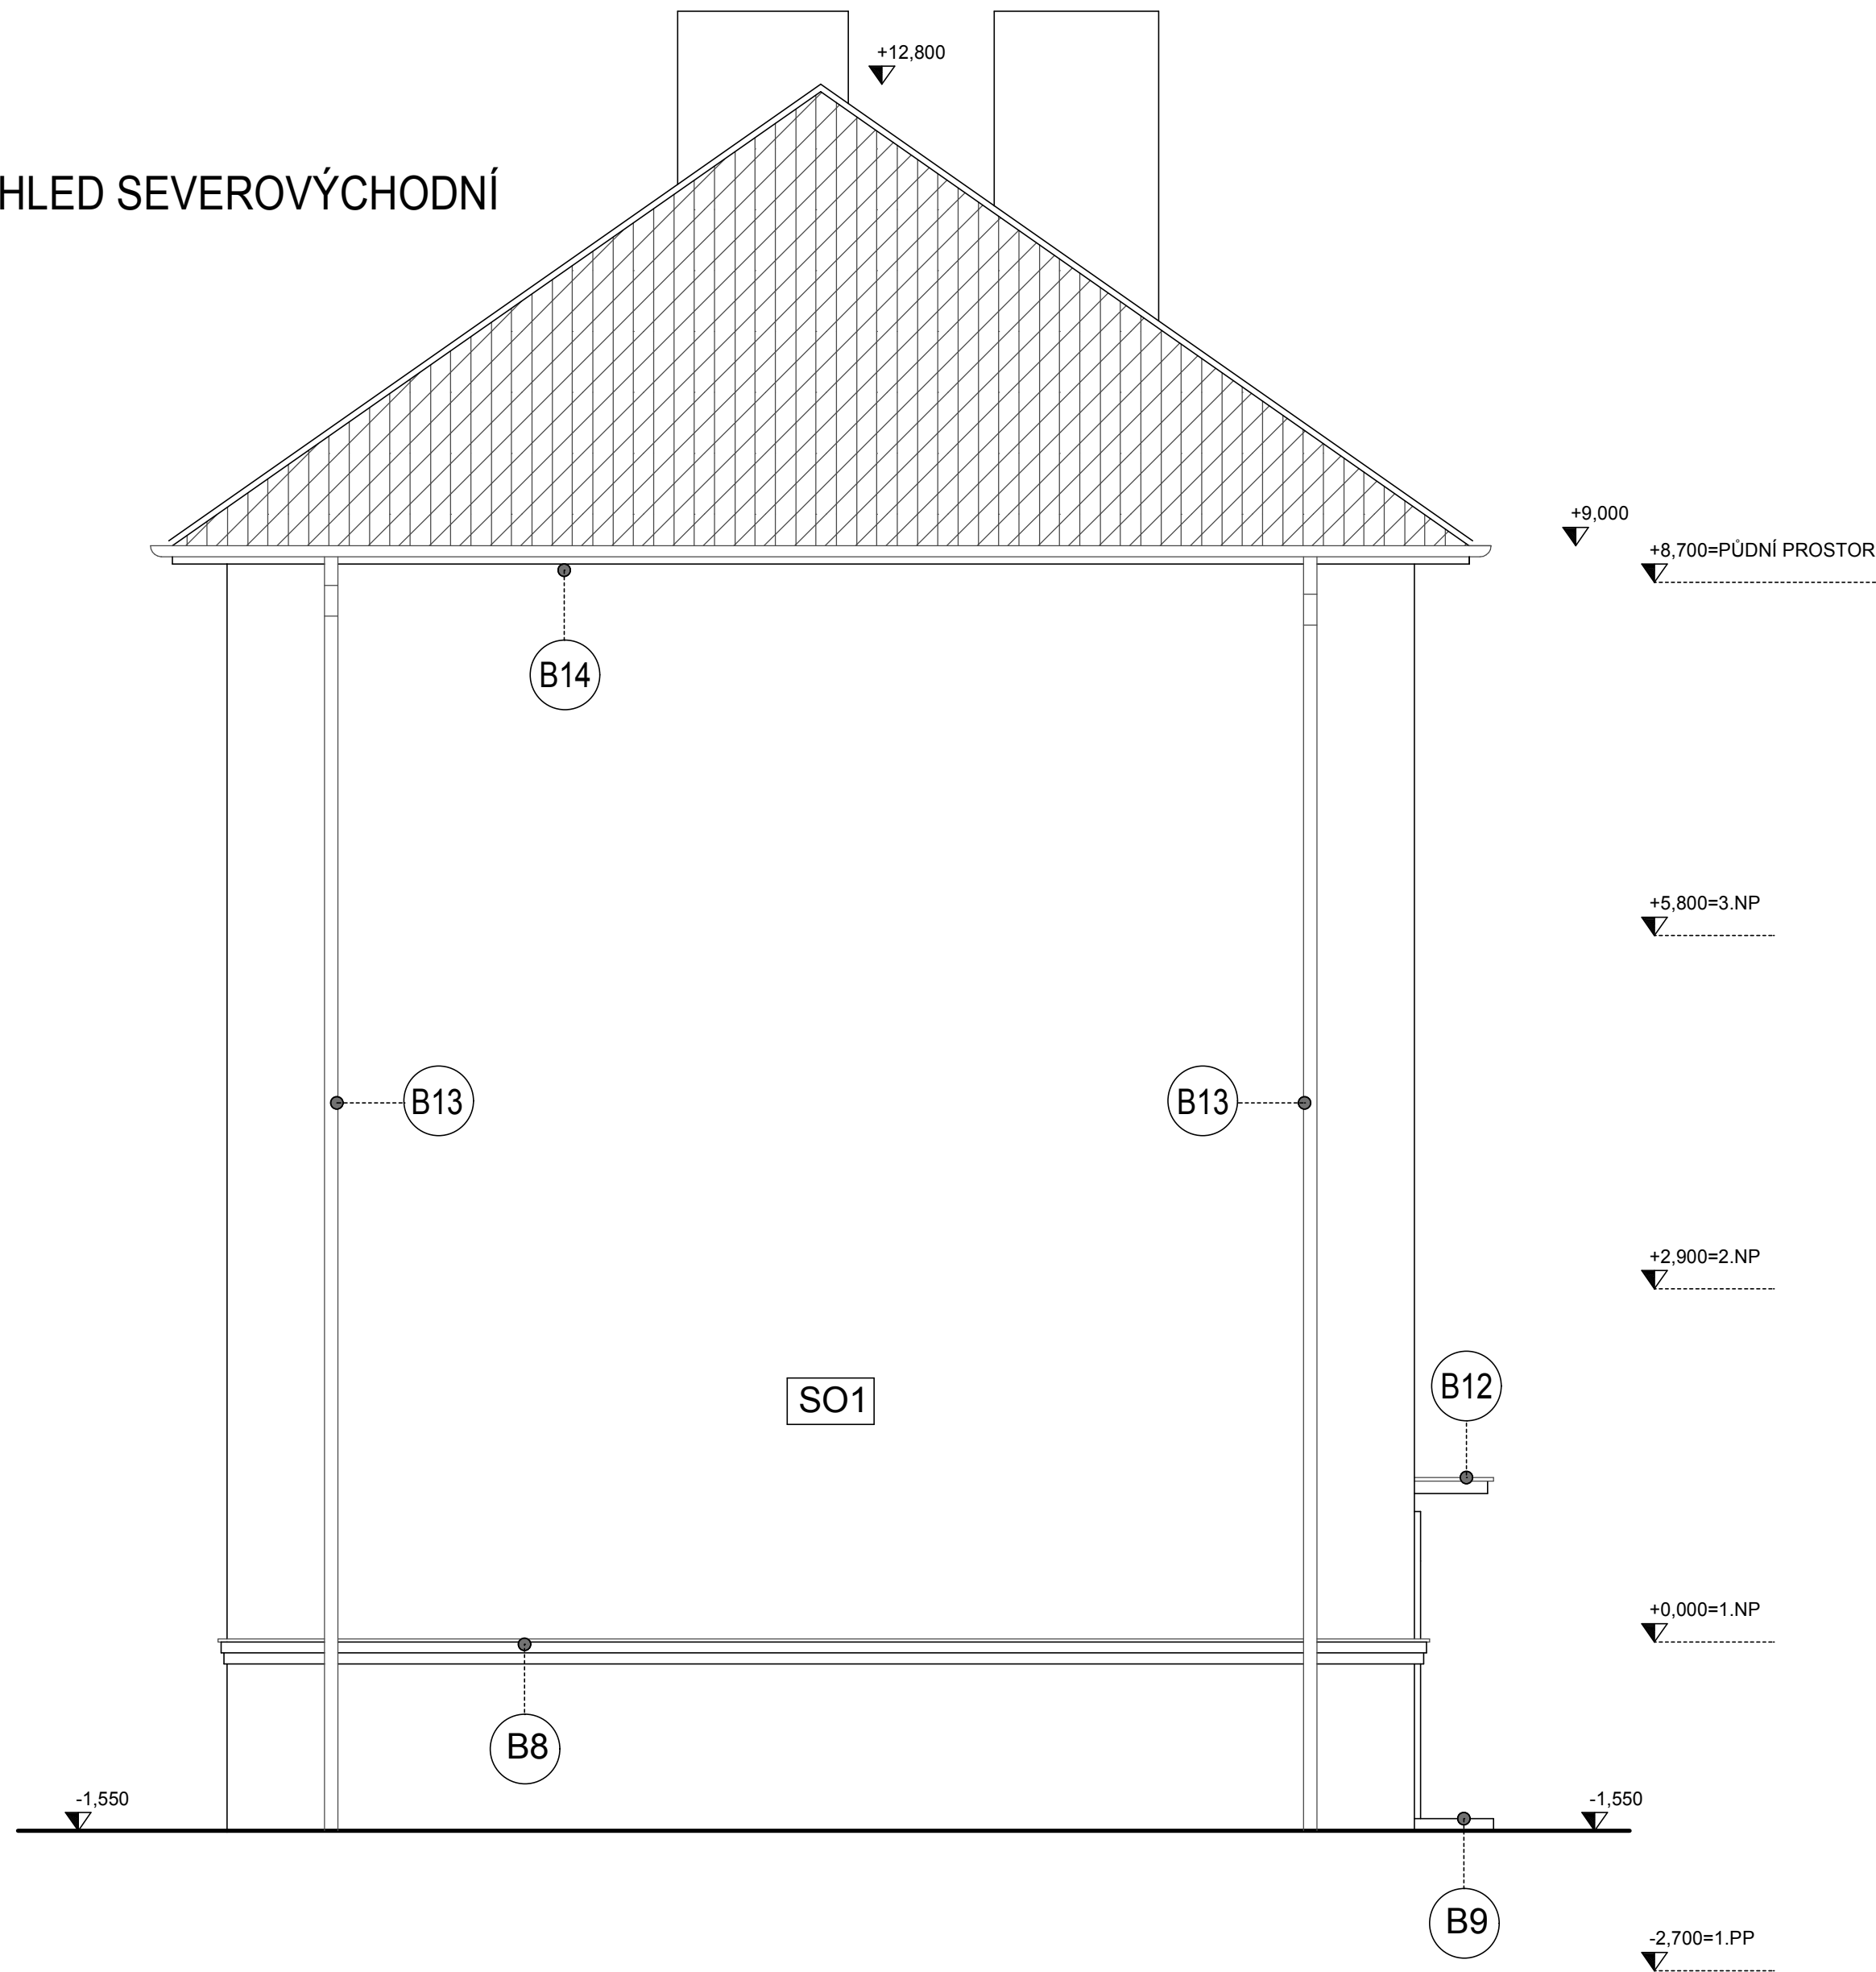 +12,800
HLED SEVEROVÝCHODNÍ
+9,000
+8,700=PŮDNÍ PROSTOR
B14
+5,800=3.NP
B13
B13
+2,900=2.NP
B12
SO1
+0,000=1.NP
B8
-1,550
-1,550
B9
-2,700=1.PP